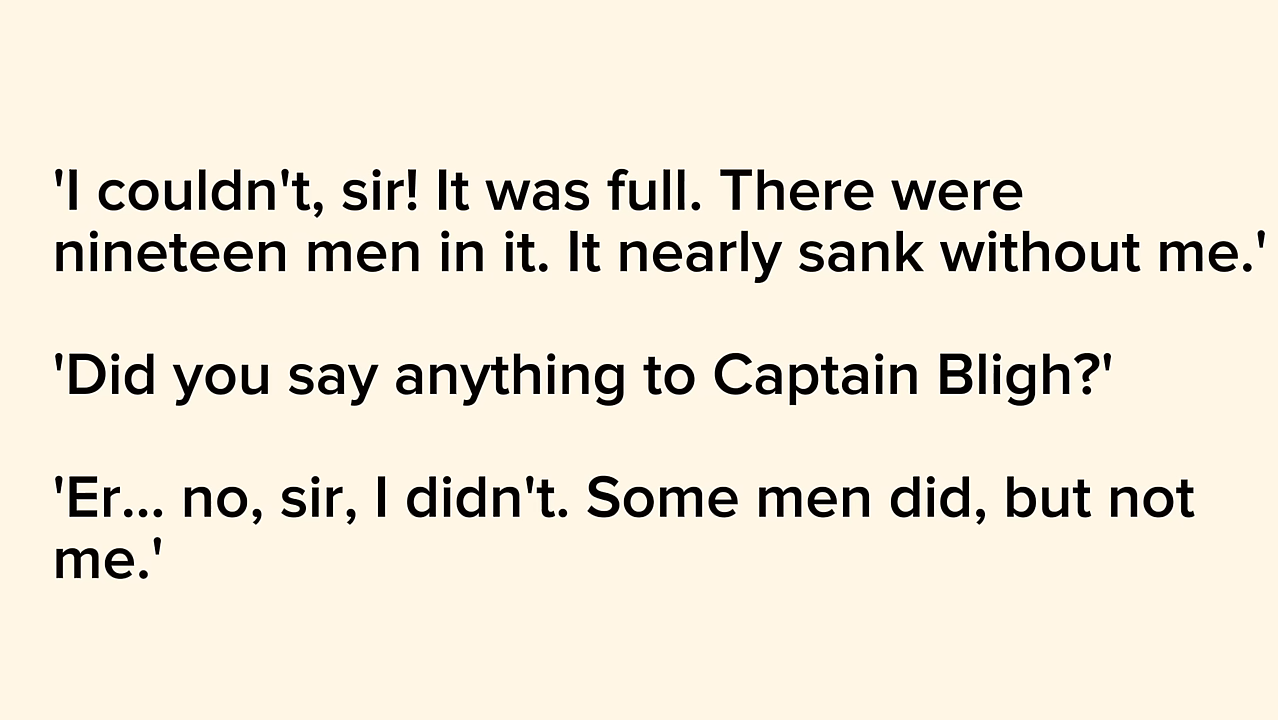 'I couldn't, sir! It was full. There were
nineteen men in it. It nearly sank without me.'
'Did you say anything to Captain Bligh?'
'Er... no, sir, I didn't. Some men did, but not
me.'